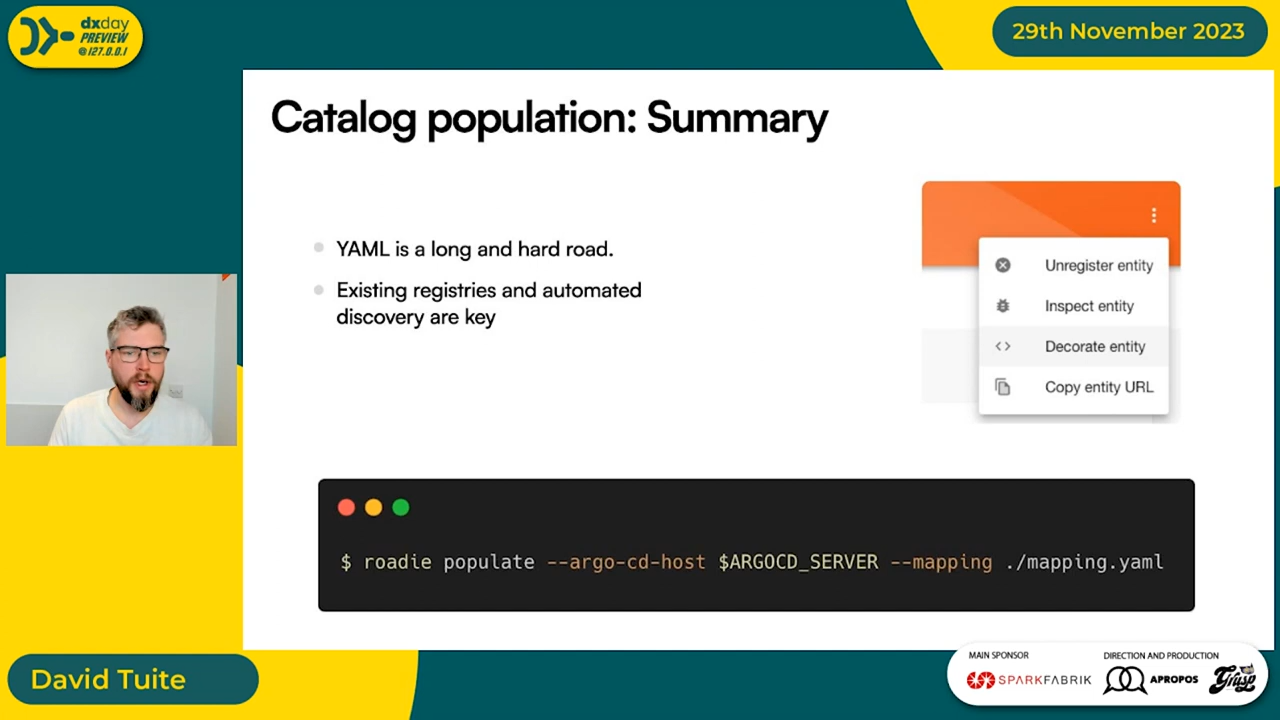 dxday
PREVIEW
@127.0.0.1
29th November 2023
Catalog population: Summary
YAML is a long and hard road.
Existing registries and automated
discovery are key
Unregister entity
Inspect entity
Decorate entity
Copy entity URL
$ roadie populate --argo-cd-host $ARGOCD_SERVER --mapping ./mapping.yaml
David Tuite
MAIN SPONSOR
SPARKFABRIK
DIRECTION AND PRODUCTION
APROPOS
Grusp